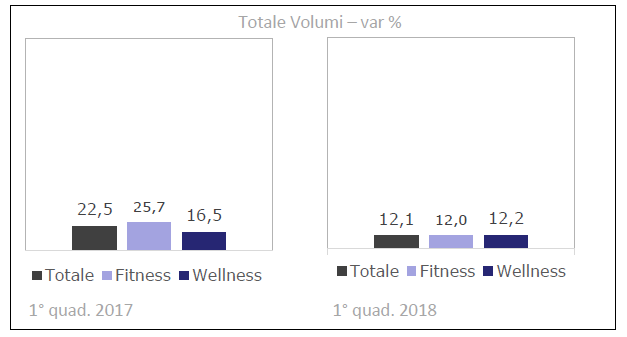 Totale Volumi – var %
22,5 25,7 16,5
Totale Fitness Wellness
1° quad. 2017
12,1 12,0 12,2
Totale Fitness Wellness
1° quad. 2018